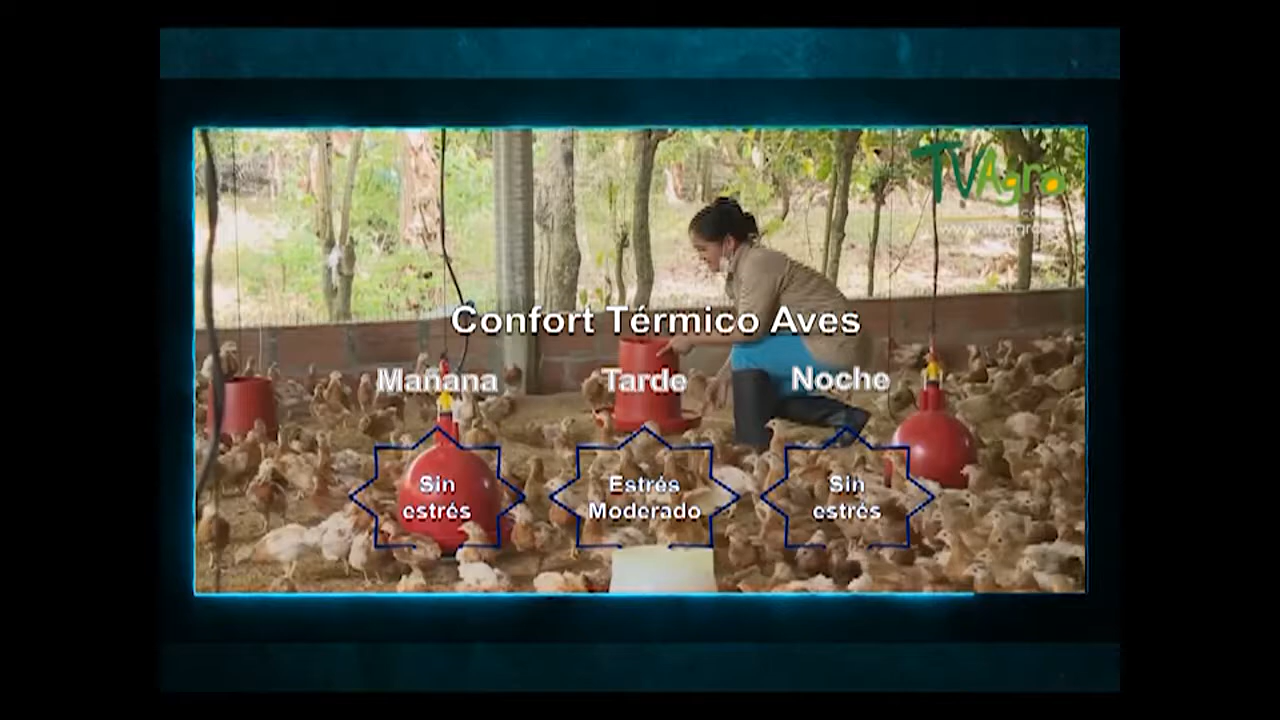 TVAgro
Confort Térmico Aves
Mañana
Tarde
Noche
Sin
estrés
Estrés
Moderado
Sin
estrés